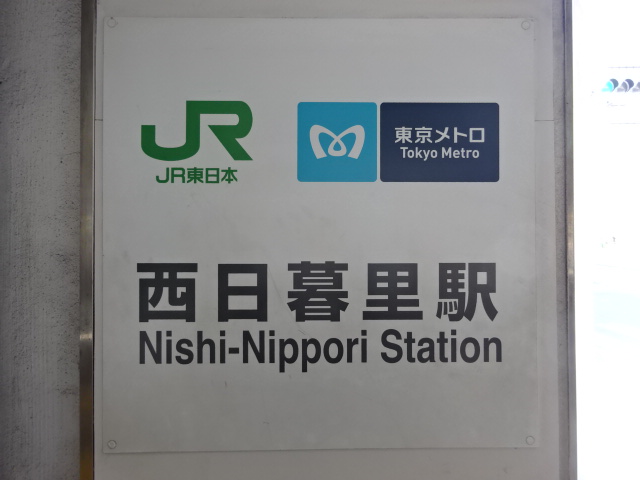 JR
JR東日本
東京メトロ
Tokyo Metro
西日暮里駅
Nishi-Nippori Station